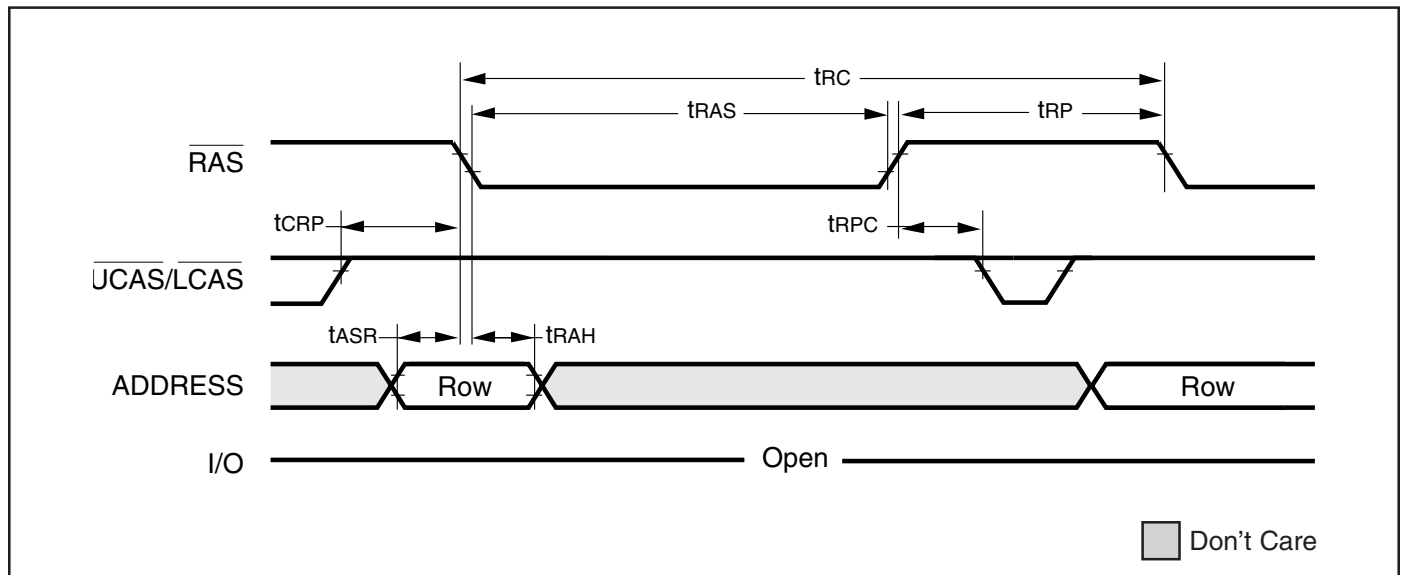 tRC
tRAS
tRP
RAS
tCRP
tRPC
UCAS/LCAS
tASR
tRAH
ADDRESS
Row
Row
I/O
Open
Don't Care